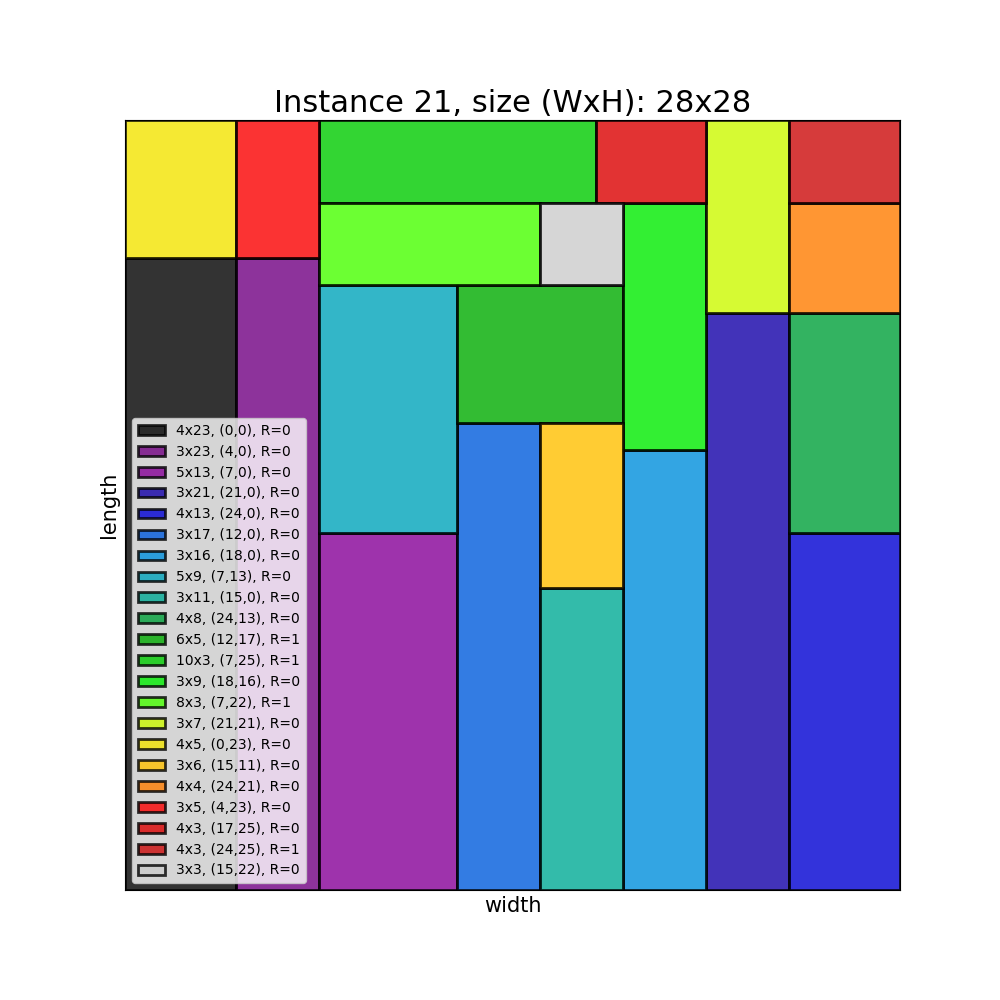 Instance 21, size (WxH): 28x28
length
4x23, (0,0), R=0
3x23, (4,0), R=0
5x13, (7,0), R=0
3x21, (21,0), R=0
4x13, (24,0), R=0
3x17, (12,0), R=0
3x16, (18,0), R=0
5x9, (7,13), R=0
3x11, (15,0), R=0
4x8, (24,13), R=0
6x5, (12,17), R=1
10x3, (7,25), R=1
3x9, (18,16), R=0
8x3, (7,22), R=1
3x7, (21,21), R=0
4x5, (0,23), R=0
3x6, (15,11), R=0
4x4, (24,21), R=0
3x5, (4,23), R=0
4x3, (17,25), R=0
4x3, (24,25), R=1
3x3, (15,22), R=0
width